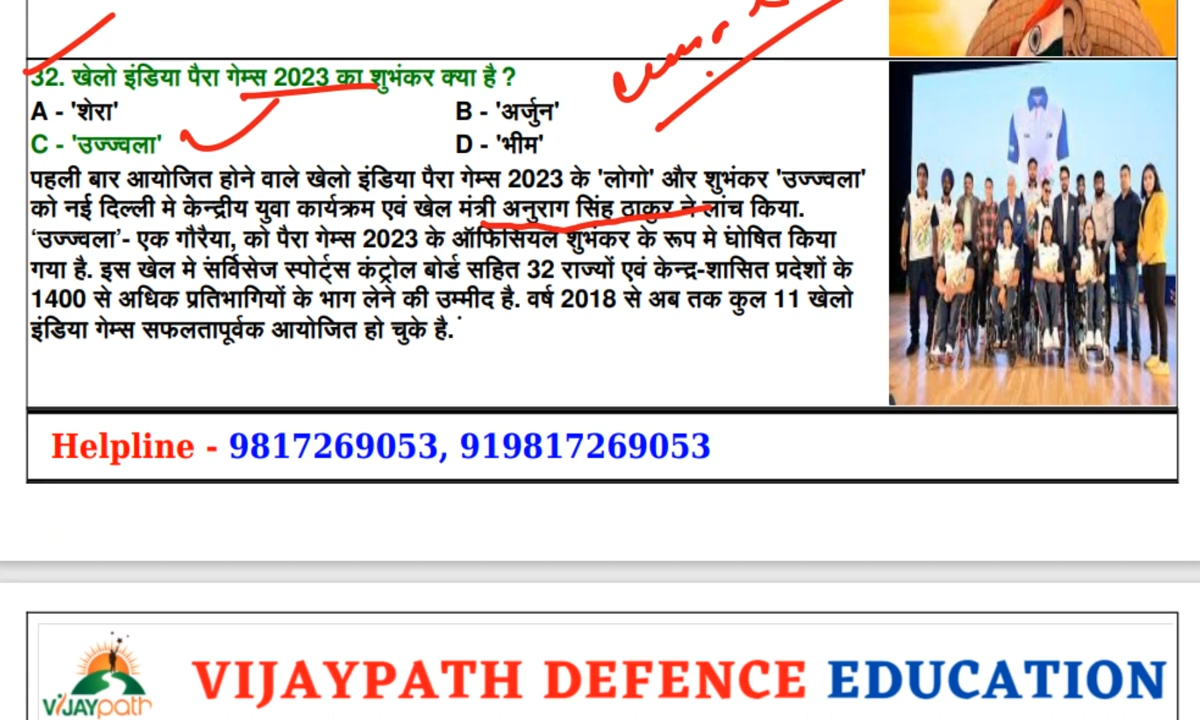 32. खेलो इंडिया पैरा गेम्स 2023 का शुभंकर क्या है ?
A - 'शेरा' B - 'अर्जुन'
C - 'उज्ज्वला' D - 'भीम'
पहली बार आयोजित होने वाले खेलो इंडिया पैरा गेम्स 2023 के 'लोगो' और शुभंकर 'उज्ज्वला'
को नई दिल्ली मे केन्द्रीय युवा कार्यक्रम एवं खेल मंत्री अनुराग सिंह ठाकुर ने लांच किया.
‘उज्ज्वला’- एक गौरैया, को पैरा गेम्स 2023 के ऑफिसियल शुभंकर के रूप मे घोषित किया
गया है. इस खेल मे सर्विसेज स्पोर्ट्स कंट्रोल बोर्ड सहित 32 राज्यों एवं केन्द्र-शासित प्रदेशों के
1400 से अधिक प्रतिभागियों के भाग लेने की उम्मीद है. वर्ष 2018 से अब तक कुल 11 खेलो
इंडिया गेम्स सफलतापूर्वक आयोजित हो चुके है.
Helpline - 9817269053, 919817269053
VIJAYPATH DEFENCE EDUCATION
VIJAYpath